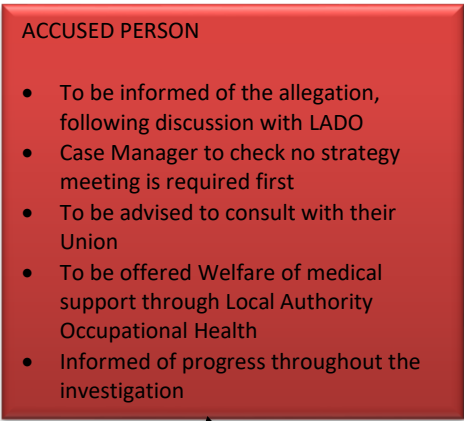 ACCUSED PERSON
• To be informed of the allegation,
following discussion with LADO
• Case Manager to check no strategy
meeting is required first
• To be advised to consult with their
Union
• To be offered Welfare of medical
support through Local Authority
Occupational Health
• Informed of progress throughout the
investigation